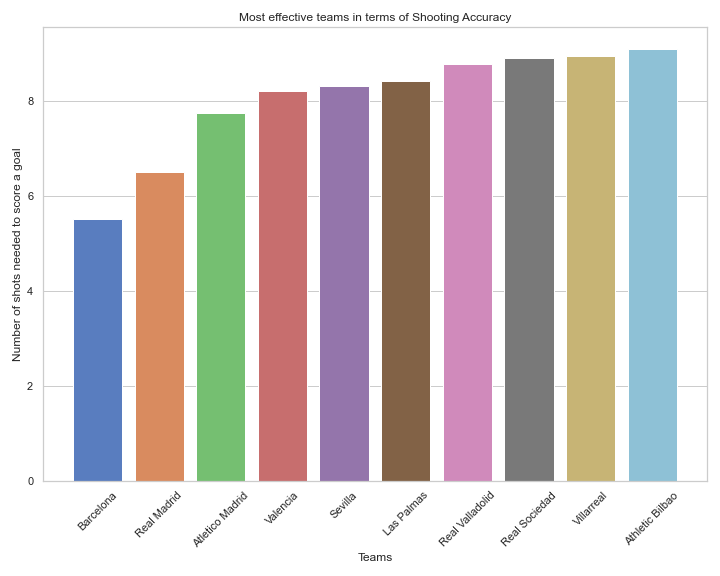 Most effective teams in terms of Shooting Accuracy
Number of shots needed to score a goal
8
6
4
2
0
Barcelona
Real Madrid
Atletico Madrid
Valencia
Sevilla
Las Palmas
Real Valladolid
Real Sociedad
Villarreal
Athletic Bilbao
Teams